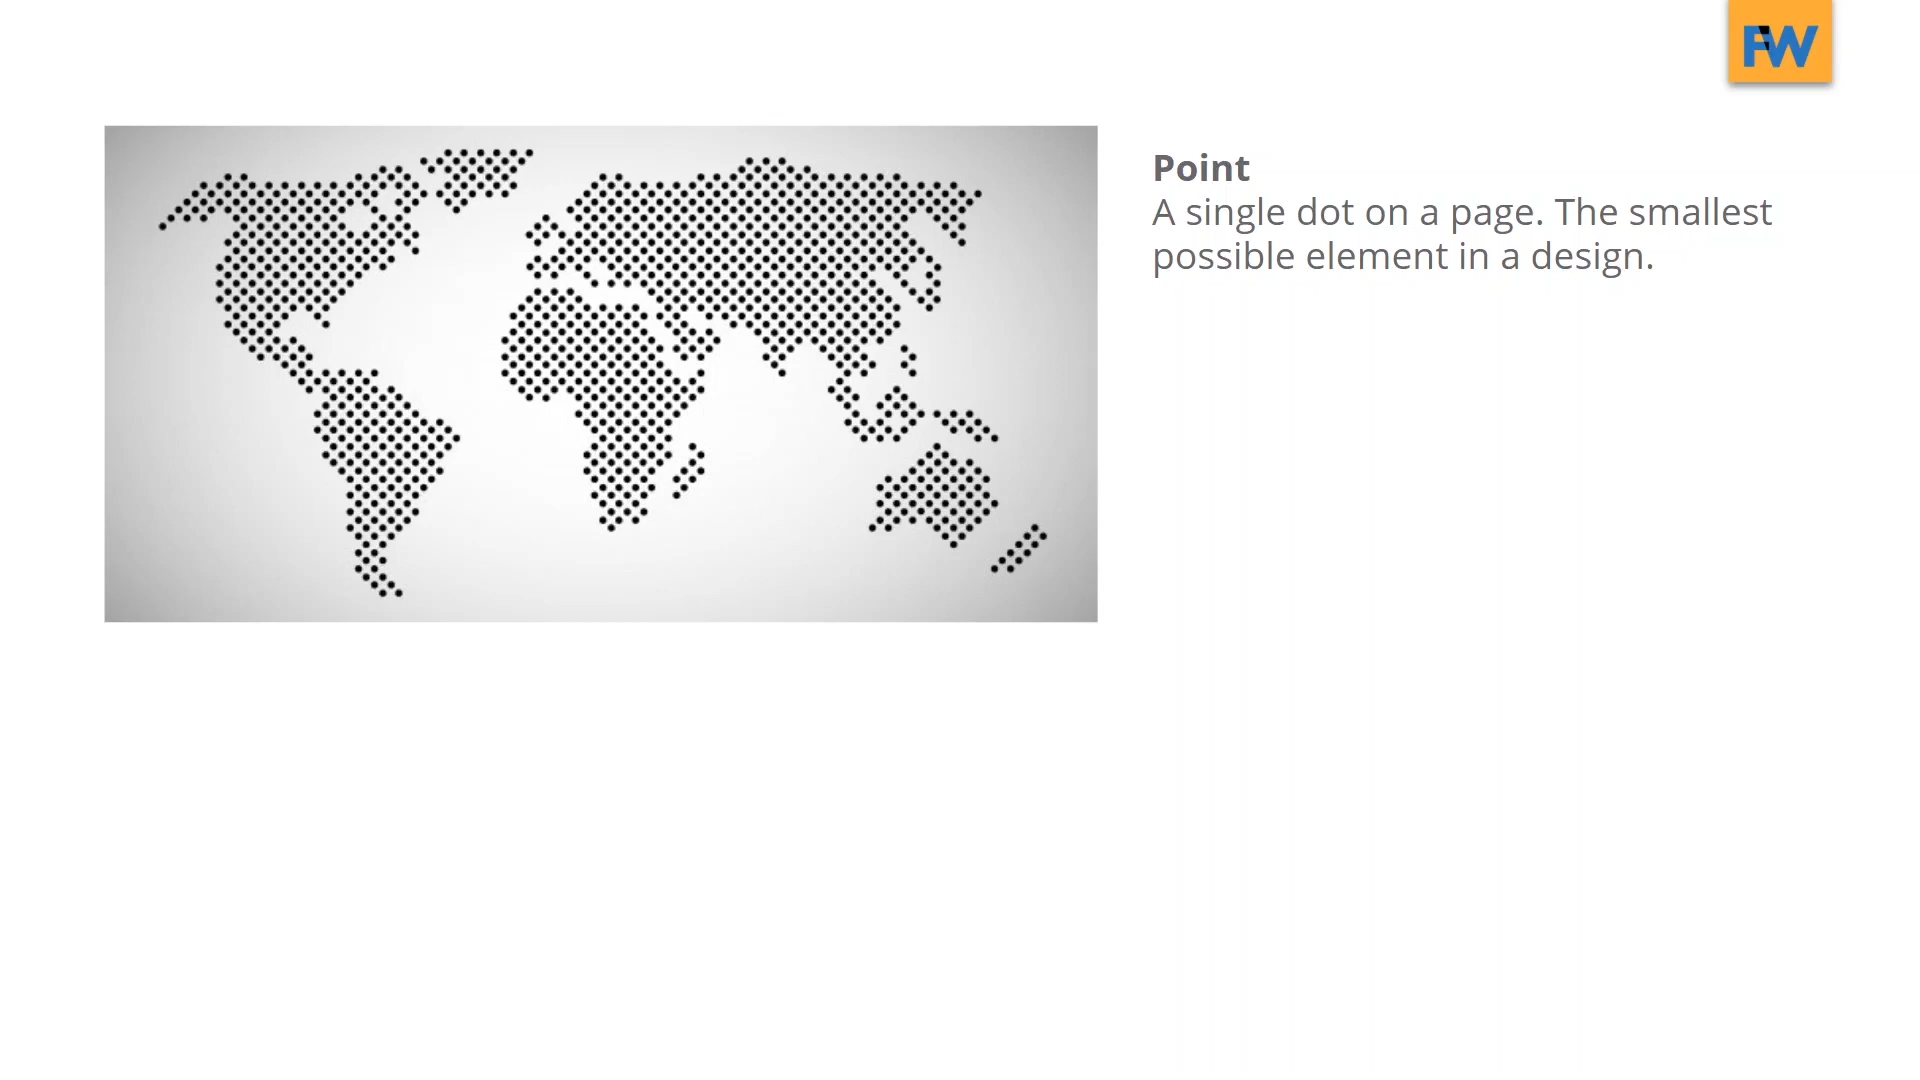 FW
Point
A single dot on a page. The smallest
possible element in a design.